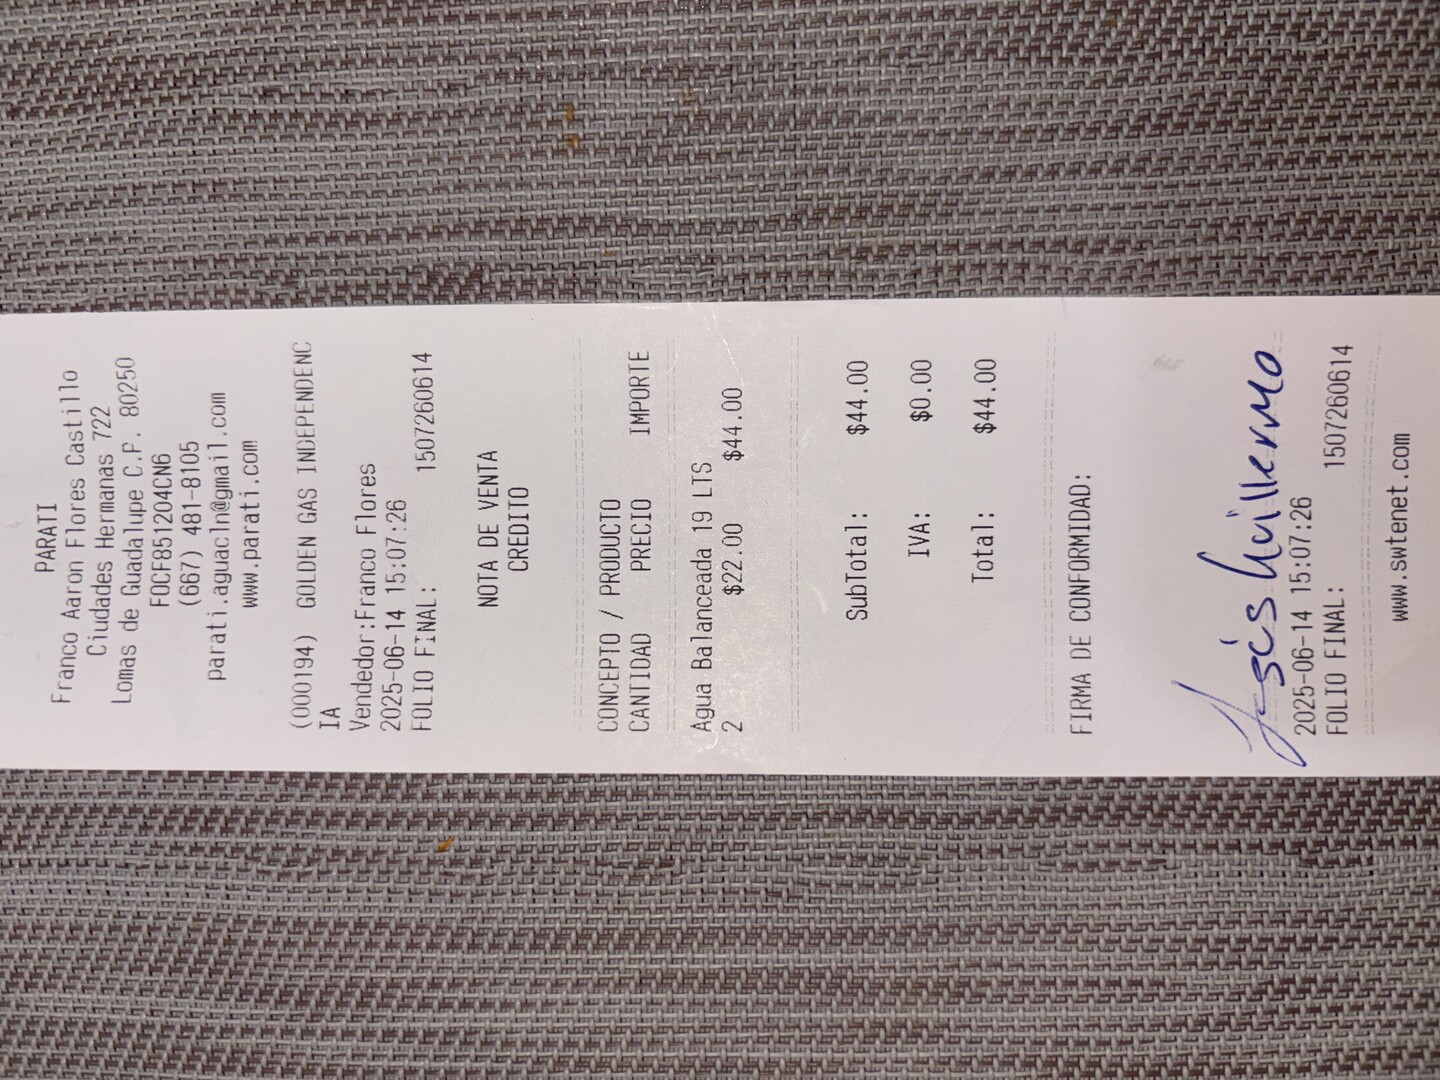 PARATI
Franco Aaron Flores Castillo
Ciudades Hermanas 722
Lomas de Guadalupe C.P. 80250
FOCF851204CN6
(667) 481-8105
parati.aguacln@gmail.com
www.parati.com
(000194) GOLDEN GAS INDEPENDENC
IA
Vendedor:Franco Flores
2025-06-14 15:07:26
FOLIO FINAL: 1507260614
NOTA DE VENTA
CREDITO
CONCEPTO / PRODUCTO
CANTIDAD PRECIO IMPORTE
Agua Balanceada 19 LTS
2 $22.00 $44.00
SubTotal: $44.00
IVA: $0.00
Total: $44.00
FIRMA DE CONFORMIDAD:
Jesús Guillermo
2025-06-14 15:07:26
FOLIO FINAL: 1507260614
www.swtenet.com